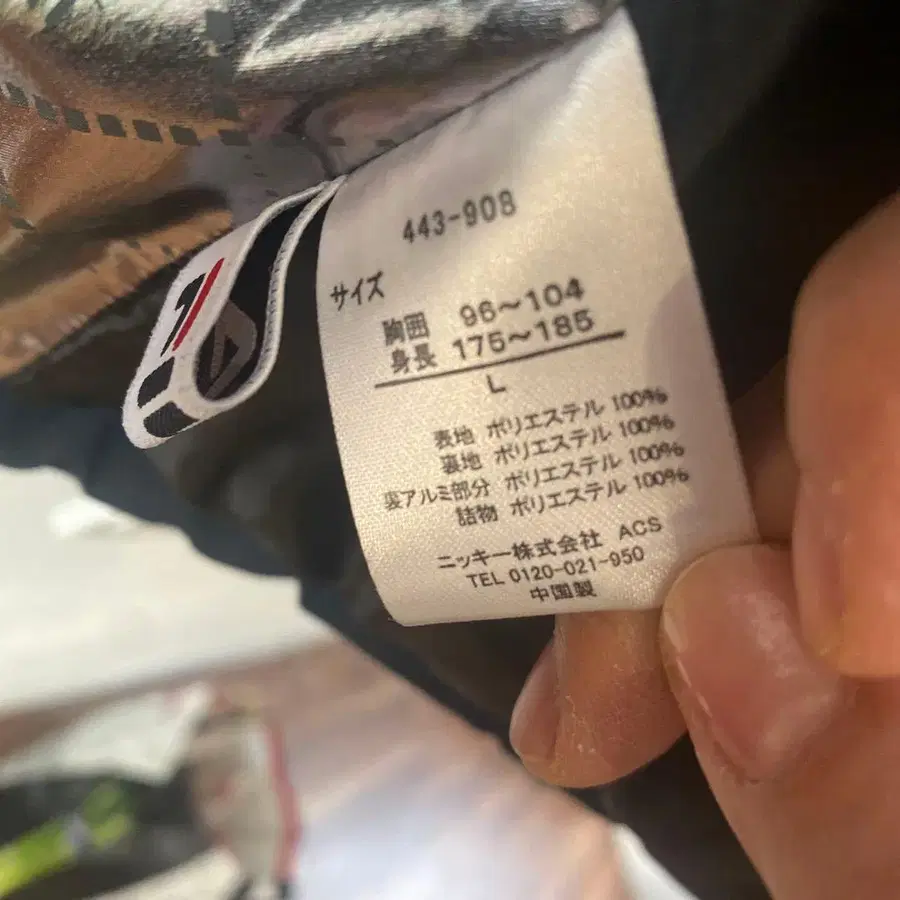 443-908
サイズ
胸囲 96～104
身長 175～185
L
表地 ポリエステル 100%
裏地 ポリエステル 100%
裏アルミ部分 ポリエステル 100%
詰物 ポリエステル 100%
ニッキー株式会社 ACS
TEL 0120-021-950
中国製